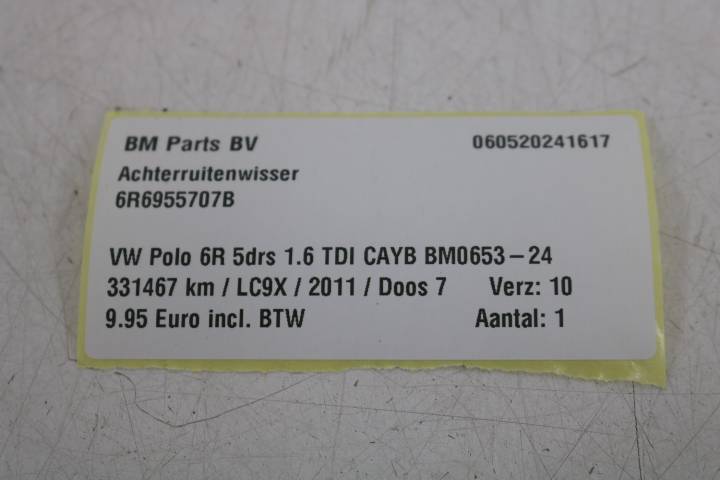 BM Parts BV 060520241617
Achterruitenwisser
6R6955707B
VW Polo 6R 5drs 1.6 TDI CAYB BM0653-24
331467 km / LC9X / 2011 / Doos 7 Verz: 10
9.95 Euro incl. BTW Aantal: 1